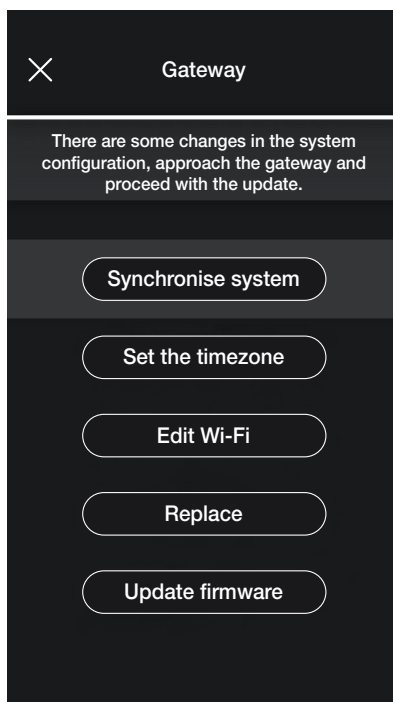 Gateway
There are some changes in the system
configuration, approach the gateway and
proceed with the update.
Synchronise system
Set the timezone
Edit Wi-Fi
Replace
Update firmware